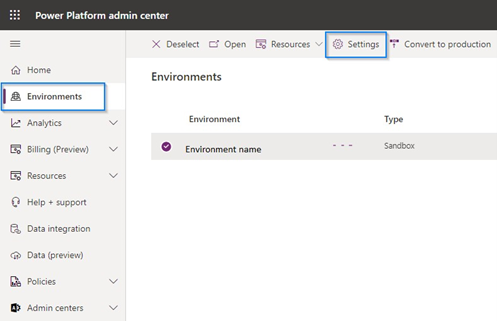 Power Platform admin center
Deselect Open Resources Settings Convert to production
Home
Environments
Analytics
Billing (Preview)
Resources
Help + support
Data integration
Data (preview)
Policies
Admin centers
Environments
Environment Type
Environment name - - - Sandbox